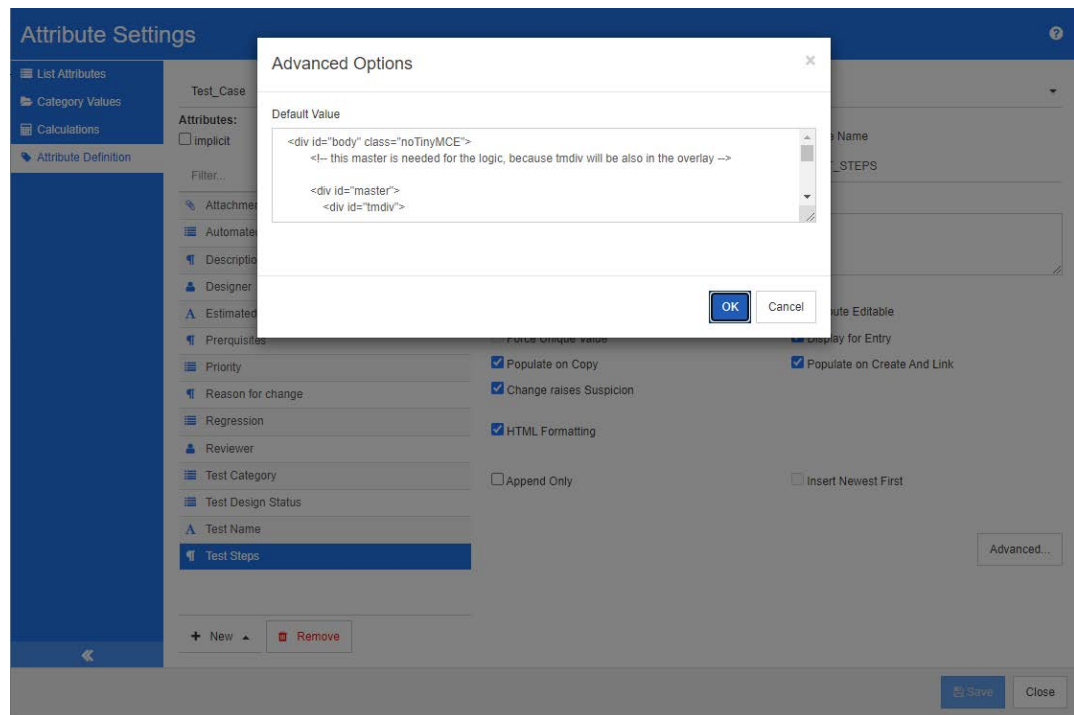 Attribute Settings
List Attributes
Category Values
Calculations
Attribute Definition
Test_Case
Attributes:
implicit
Filter...
Attachme
Automate
Descriptio
Designer
Estimated
Prerquisites
Priority
Reason for change
Regression
Reviewer
Test Category
Test Design Status
Test Name
Test Steps
+ New
Remove
Advanced Options
×
Default Value
<div id="body" class="noTinyMCE">
<!-- this master is needed for the logic, because tmdiv will be also in the overlay -->
<div id="master">
<div id="tmdiv">
OK
Cancel
Name
_STEPS
ute Editable
Force Unique Value
Display for Entry
Populate on Copy
Populate on Create And Link
Change raises Suspicion
HTML Formatting
Append Only
Insert Newest First
Advanced...
Save
Close